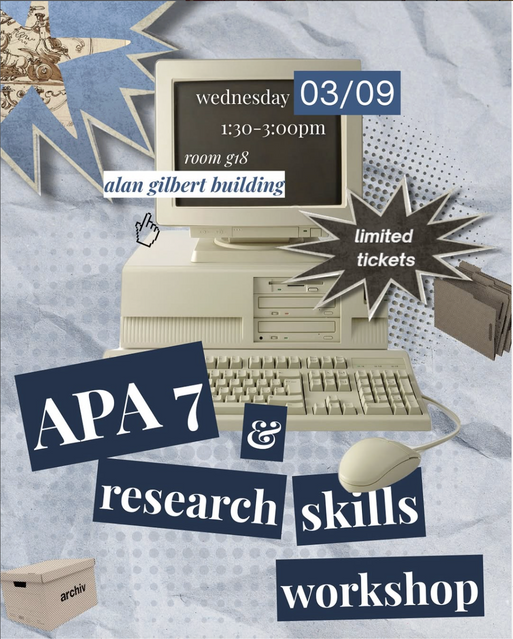 wednesday 03/09
1:30-3:00pm
room g18
alan gilbert building
limited
tickets
APA 7
&
research skills
workshop
archiv